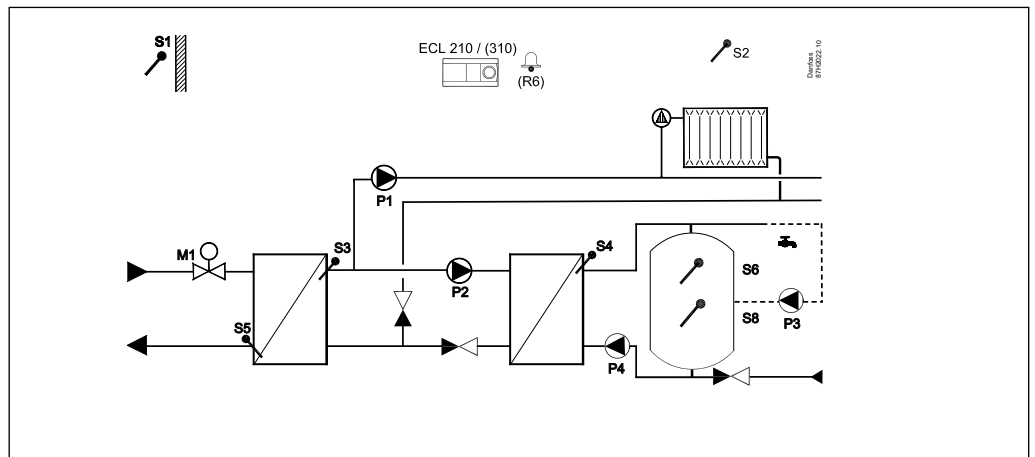 S1
ECL 210 / (310)
(R6)
S2
Danfoss
87H2022.10
P1
M1
S3
S4
P2
S6
S5
S8
P3
P4